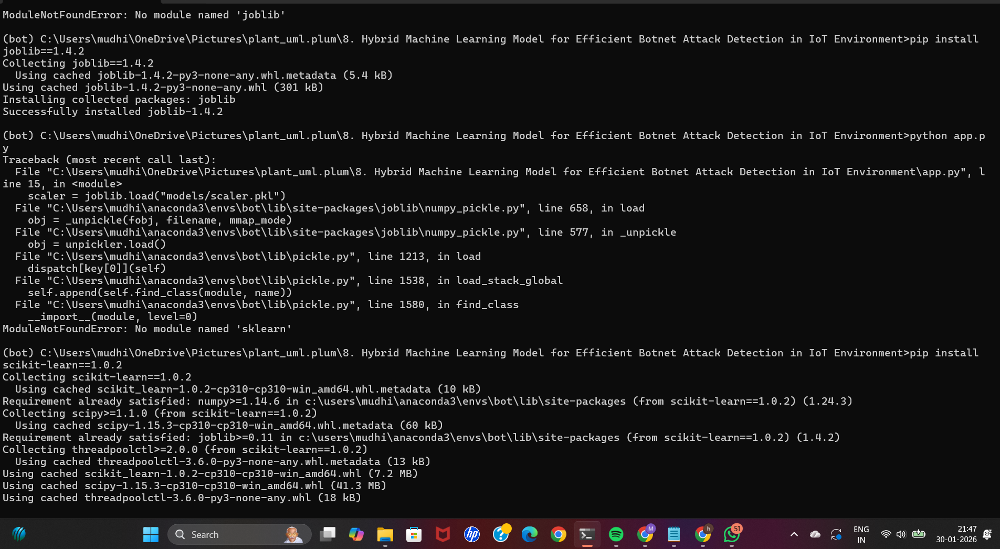 ModuleNotFoundError: No module named 'joblib'
(bot) C:\Users\mudhi\OneDrive\Pictures\plant_uml.plum\8. Hybrid Machine Learning Model for Efficient Botnet Attack Detection in IoT Environment>pip install
joblib==1.4.2
Collecting joblib==1.4.2
  Using cached joblib-1.4.2-py3-none-any.whl.metadata (5.4 kB)
Using cached joblib-1.4.2-py3-none-any.whl (301 kB)
Installing collected packages: joblib
Successfully installed joblib-1.4.2
(bot) C:\Users\mudhi\OneDrive\Pictures\plant_uml.plum\8. Hybrid Machine Learning Model for Efficient Botnet Attack Detection in IoT Environment>python app.p
y
Traceback (most recent call last):
  File "C:\Users\mudhi\OneDrive\Pictures\plant_uml.plum\8. Hybrid Machine Learning Model for Efficient Botnet Attack Detection in IoT Environment\app.py", l
ine 15, in <module>
    scaler = joblib.load("models/scaler.pkl")
  File "C:\Users\mudhi\anaconda3\envs\bot\lib\site-packages\joblib\numpy_pickle.py", line 658, in load
    obj = _unpickle(fobj, filename, mmap_mode)
  File "C:\Users\mudhi\anaconda3\envs\bot\lib\site-packages\joblib\numpy_pickle.py", line 577, in _unpickle
    obj = unpickler.load()
  File "C:\Users\mudhi\anaconda3\envs\bot\lib\pickle.py", line 1213, in load
    dispatch[key[0]](self)
  File "C:\Users\mudhi\anaconda3\envs\bot\lib\pickle.py", line 1538, in load_stack_global
    self.append(self.find_class(module, name))
  File "C:\Users\mudhi\anaconda3\envs\bot\lib\pickle.py", line 1580, in find_class
    __import__(module, level=0)
ModuleNotFoundError: No module named 'sklearn'
(bot) C:\Users\mudhi\OneDrive\Pictures\plant_uml.plum\8. Hybrid Machine Learning Model for Efficient Botnet Attack Detection in IoT Environment>pip install
scikit-learn==1.0.2
Collecting scikit-learn==1.0.2
  Using cached scikit_learn-1.0.2-cp310-cp310-win_amd64.whl.metadata (10 kB)
Requirement already satisfied: numpy>=1.14.6 in c:\users\mudhi\anaconda3\envs\bot\lib\site-packages (from scikit-learn==1.0.2) (1.24.3)
Collecting scipy>=1.1.0 (from scikit-learn==1.0.2)
  Using cached scipy-1.15.3-cp310-cp310-win_amd64.whl.metadata (60 kB)
Requirement already satisfied: joblib>=0.11 in c:\users\mudhi\anaconda3\envs\bot\lib\site-packages (from scikit-learn==1.0.2) (1.4.2)
Collecting threadpoolctl>=2.0.0 (from scikit-learn==1.0.2)
  Using cached threadpoolctl-3.6.0-py3-none-any.whl.metadata (13 kB)
Using cached scikit_learn-1.0.2-cp310-cp310-win_amd64.whl (7.2 MB)
Using cached scipy-1.15.3-cp310-cp310-win_amd64.whl (41.3 MB)
Using cached threadpoolctl-3.6.0-py3-none-any.whl (18 kB)
Search
hp
?
M
h
51
ENG
IN
21:47
30-01-2026